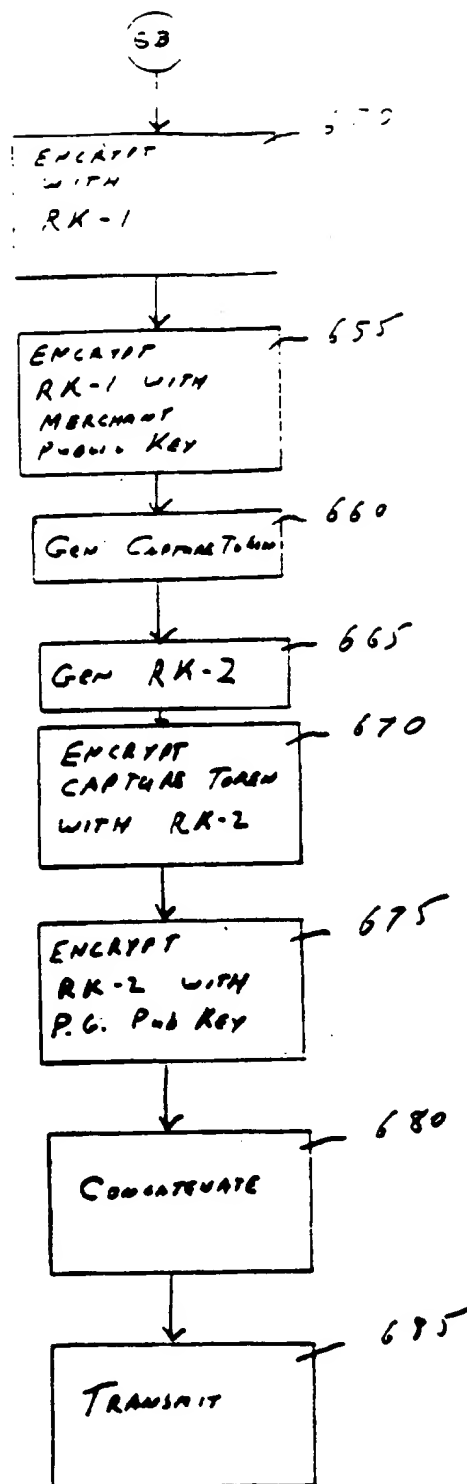 5B
ENCRYPT
WITH
RK-1
655
ENCRYPT
RK-1 WITH
MERCHANT
PUBLIC KEY
660
GEN CAPTURE TOKEN
665
GEN RK-2
670
ENCRYPT
CAPTURE TOKEN
WITH RK-2
675
ENCRYPT
RK-2 WITH
P.G. PUB KEY
680
CONCATENATE
685
TRANSMIT